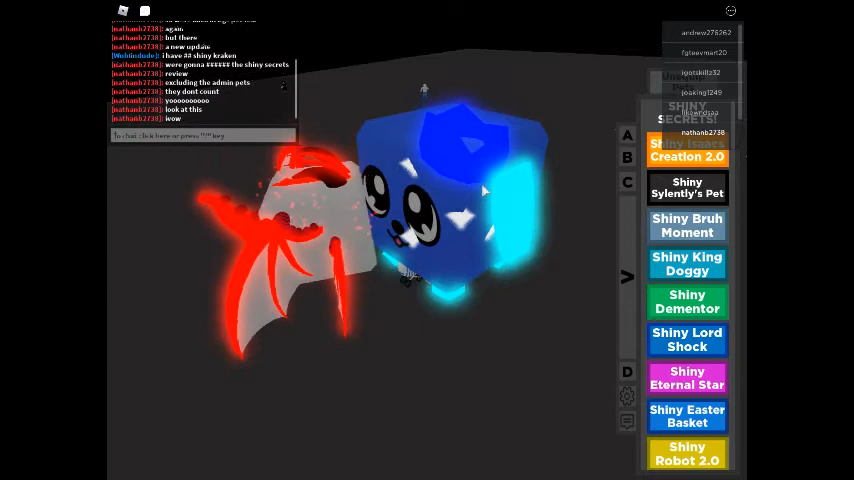 [nathanb2738]: again
[nathanb2738]: but there
[nathanb2738]: a new update
[Wubtindude]: i have ## shiny kraken
[nathanb2738]: were gonna ###### the shiny secrets
[nathanb2738]: review
[nathanb2738]: excluding the admin pets
[nathanb2738]: they dont count
[nathanb2738]: yoooooooooo
[nathanb2738]: look at this
[nathanb2738]: wow
To chat click here or press "/" key
andrew276262
fgteevmart20
igotskillz32
joaking1249
nathanb2738
SHINY
SECRETS!
A
B
C
>
D
Shiny Isaacs
Creation 2.0
Shiny
Sylently's Pet
Shiny Bruh
Moment
Shiny King
Doggy
Shiny
Dementor
Shiny Lord
Shock
Shiny
Eternal Star
Shiny Easter
Basket
Shiny
Robot 2.0